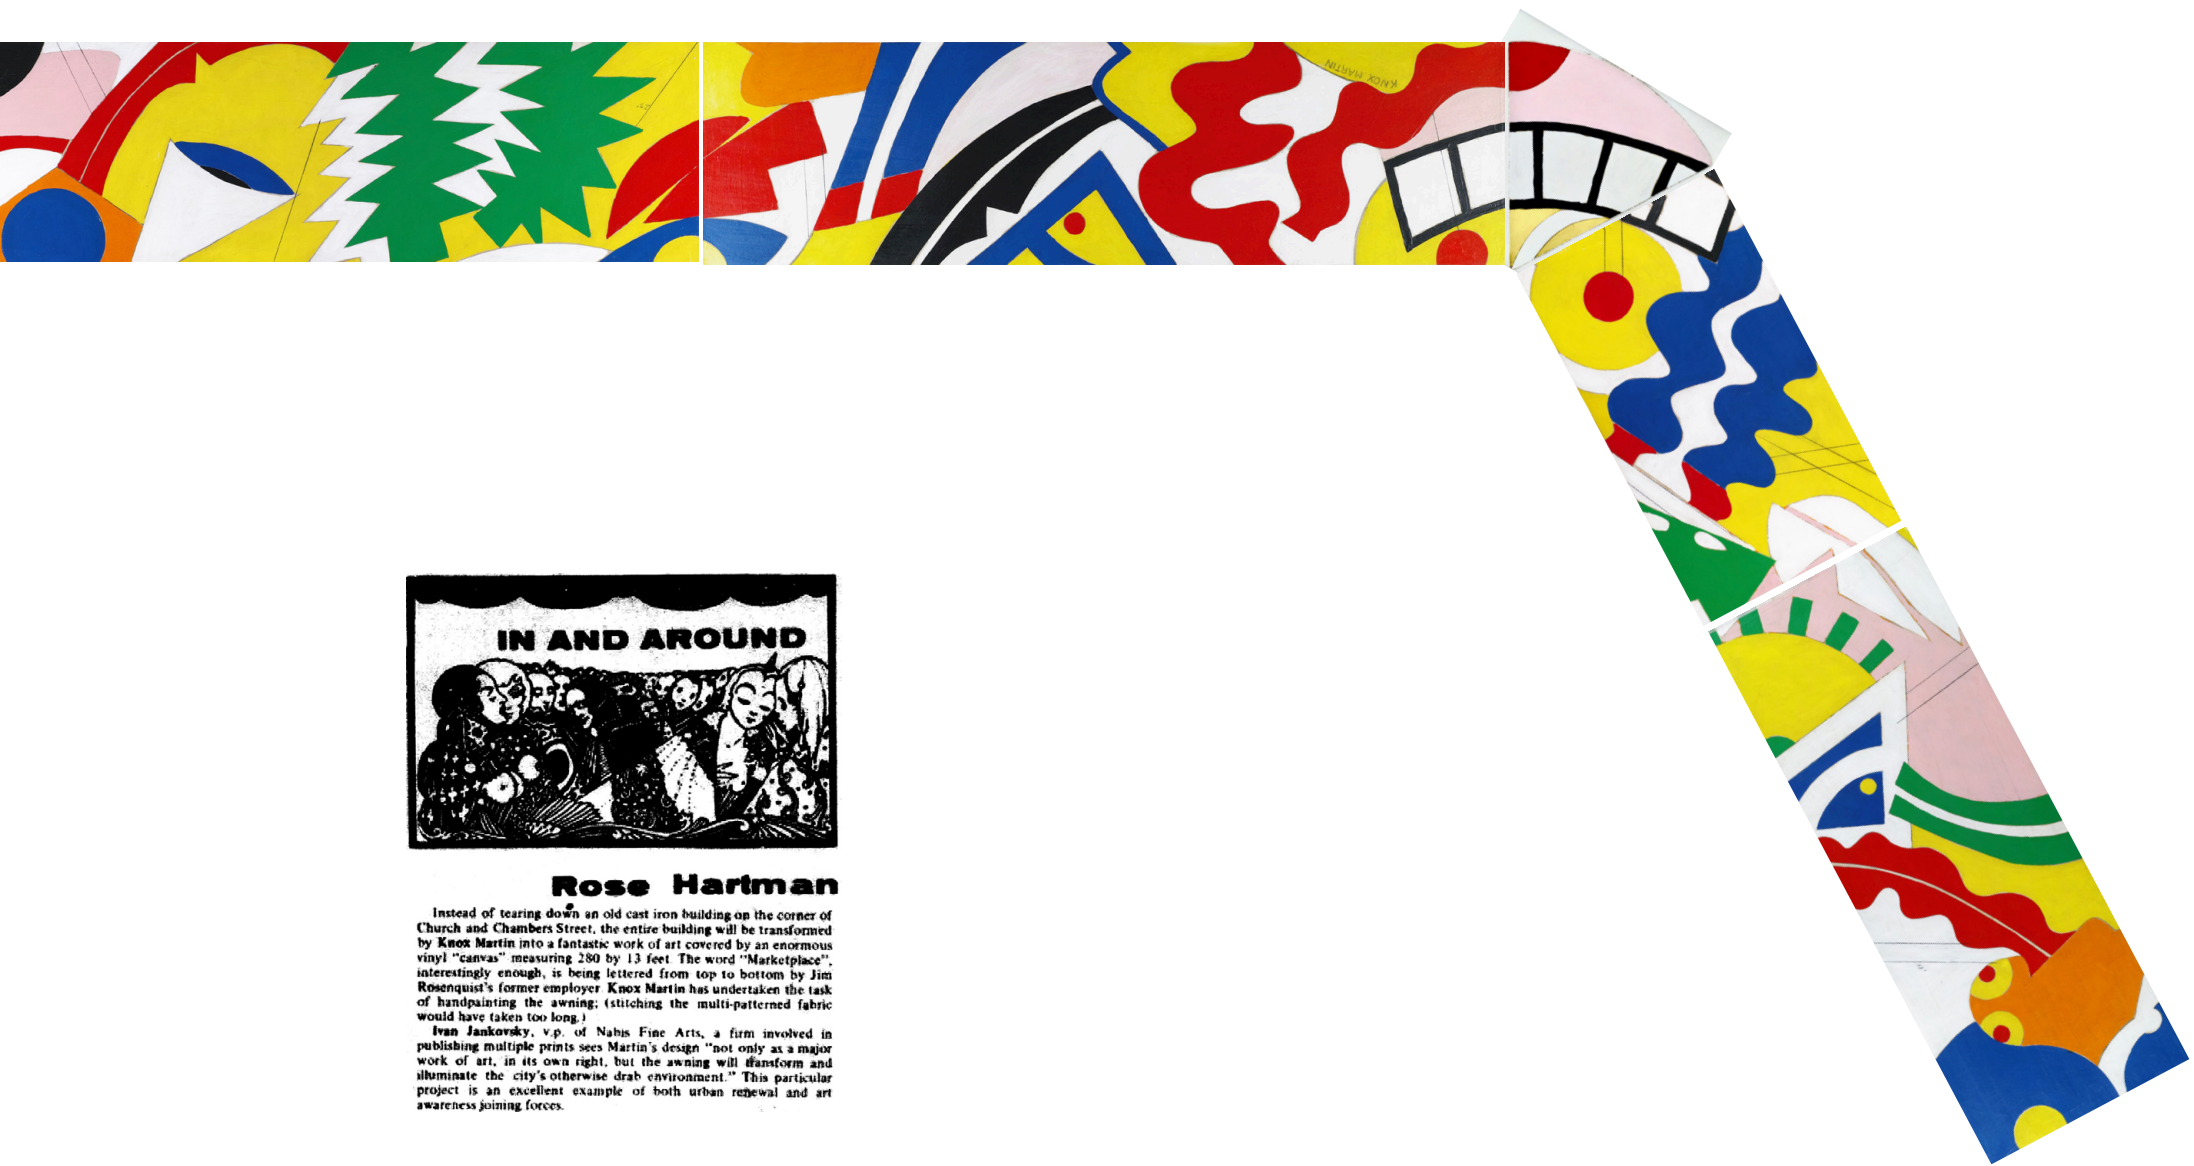 KNOX MARTIN
IN AND AROUND
Rose Hartman
Instead of tearing down an old cast iron building on the corner of
Church and Chambers Street, the entire building will be transformed
by Knox Martin into a fantastic work of art covered by an enormous
vinyl "canvas" measuring 280 by 13 feet. The word "Marketplace",
interestingly enough, is being lettered from top to bottom by Jim
Rosenquist's former employer. Knox Martin has undertaken the task
of handpainting the awning; (stitching the multi-patterned fabric
would have taken too long.)
Ivan Jankovsky, v.p. of Nabis Fine Arts, a firm involved in
publishing multiple prints sees Martin's design "not only as a major
work of art, in its own right, but the awning will transform and
illuminate the city's otherwise drab environment." This particular
project is an excellent example of both urban renewal and art
awareness joining forces.